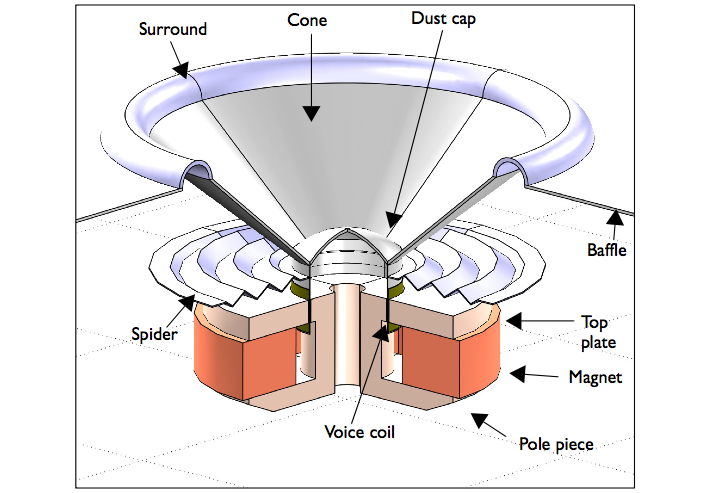 Surround
Cone
Dust cap
Baffle
Spider
Top
plate
Magnet
Voice coil
Pole piece